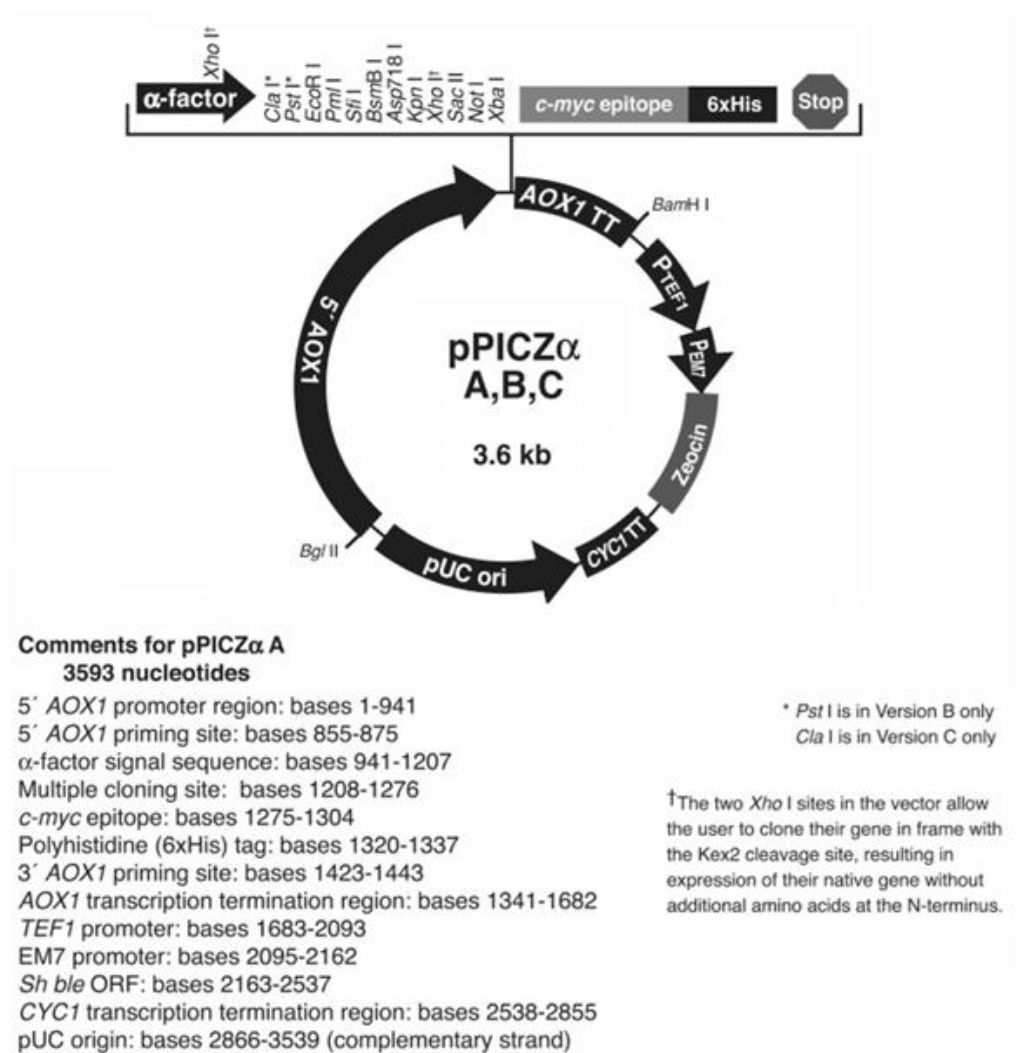 Xho I†
α-factor
Cla I*
Pst I*
EcoR I
Pml I
Sfi I
BsmB I
Asp718 I
Kpn I
Xho I†
Sac II
Not I
Xba I
c-myc epitope
6xHis
Stop
AOX1 TT
BamH I
PTEF1
PEM7
Zeocin
CYC1 TT
pUC ori
Bgl II
5´ AOX1
pPICZα
A,B,C
3.6 kb
Comments for pPICZα A
3593 nucleotides
5´ AOX1 promoter region: bases 1-941
5´ AOX1 priming site: bases 855-875
α-factor signal sequence: bases 941-1207
Multiple cloning site: bases 1208-1276
c-myc epitope: bases 1275-1304
Polyhistidine (6xHis) tag: bases 1320-1337
3´ AOX1 priming site: bases 1423-1443
AOX1 transcription termination region: bases 1341-1682
TEF1 promoter: bases 1683-2093
EM7 promoter: bases 2095-2162
Sh ble ORF: bases 2163-2537
CYC1 transcription termination region: bases 2538-2855
pUC origin: bases 2866-3539 (complementary strand)
* Pst I is in Version B only
Cla I is in Version C only
†The two Xho I sites in the vector allow
the user to clone their gene in frame with
the Kex2 cleavage site, resulting in
expression of their native gene without
additional amino acids at the N-terminus.